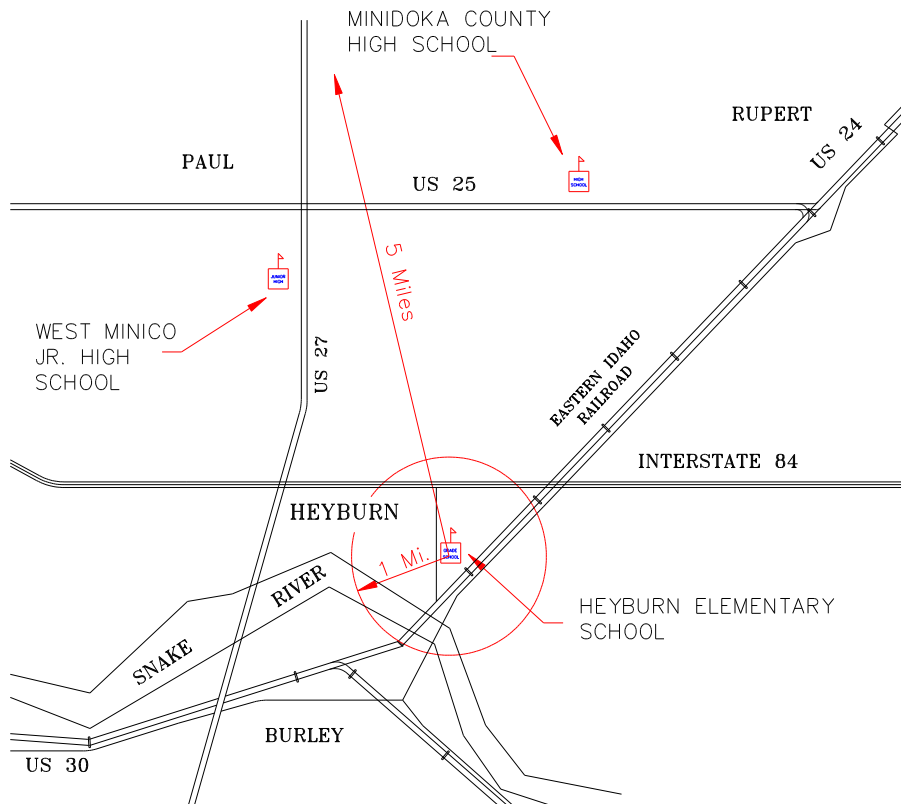 MINIDOKA COUNTY
HIGH SCHOOL
RUPERT
US 24
PAUL
US 25
HIGH
SCHOOL
5 Miles
JUNIOR
HIGH
WEST MINICO
JR. HIGH
SCHOOL
US 27
EASTERN IDAHO
RAILROAD
INTERSTATE 84
HEYBURN
GRADE
SCHOOL
1 Mi.
RIVER
SNAKE
HEYBURN ELEMENTARY
SCHOOL
BURLEY
US 30